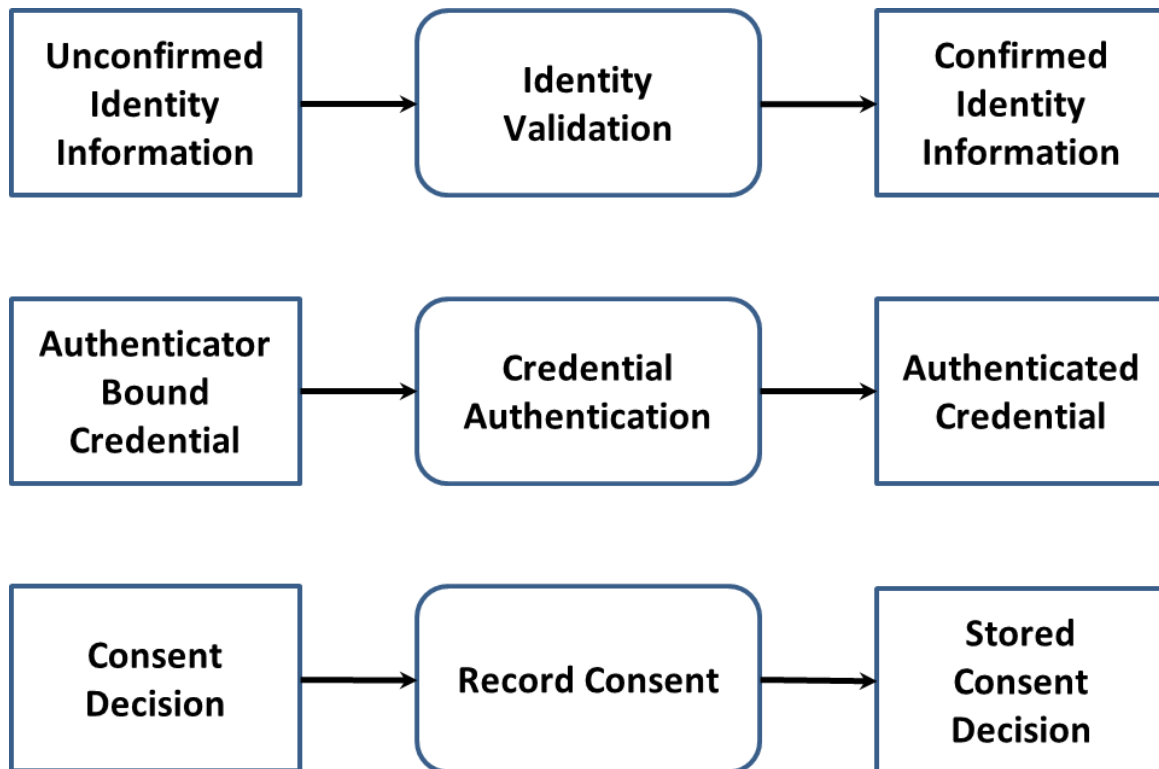 Unconfirmed
Identity
Information
Identity
Validation
Confirmed
Identity
Information
Authenticator
Bound
Credential
Credential
Authentication
Authenticated
Credential
Consent
Decision
Record Consent
Stored
Consent
Decision